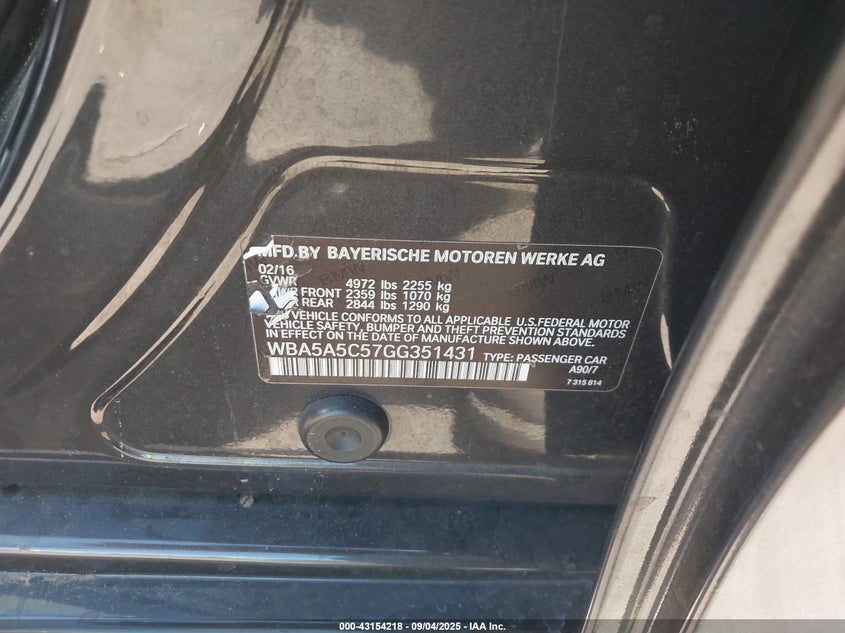 MFD.BY BAYERISCHE MOTOREN WERKE AG
02/16
GVWR 4972 lbs 2255 kg
FRONT 2359 lbs 1070 kg
REAR 2844 lbs 1290 kg
VEHICLE CONFORMS TO ALL APPLICABLE U.S.FEDERAL MOTOR
VEHICLE SAFETY, BUMPER AND THEFT PREVENTION STANDARDS
IN EFFECT ON THE DATE OF MANUFACTURE SHOWN ABOVE.
WBA5A5C57GG351431 TYPE: PASSENGER CAR
A90/7
7 315 814
000-43154218 - 09/04/2025 - IAA Inc.